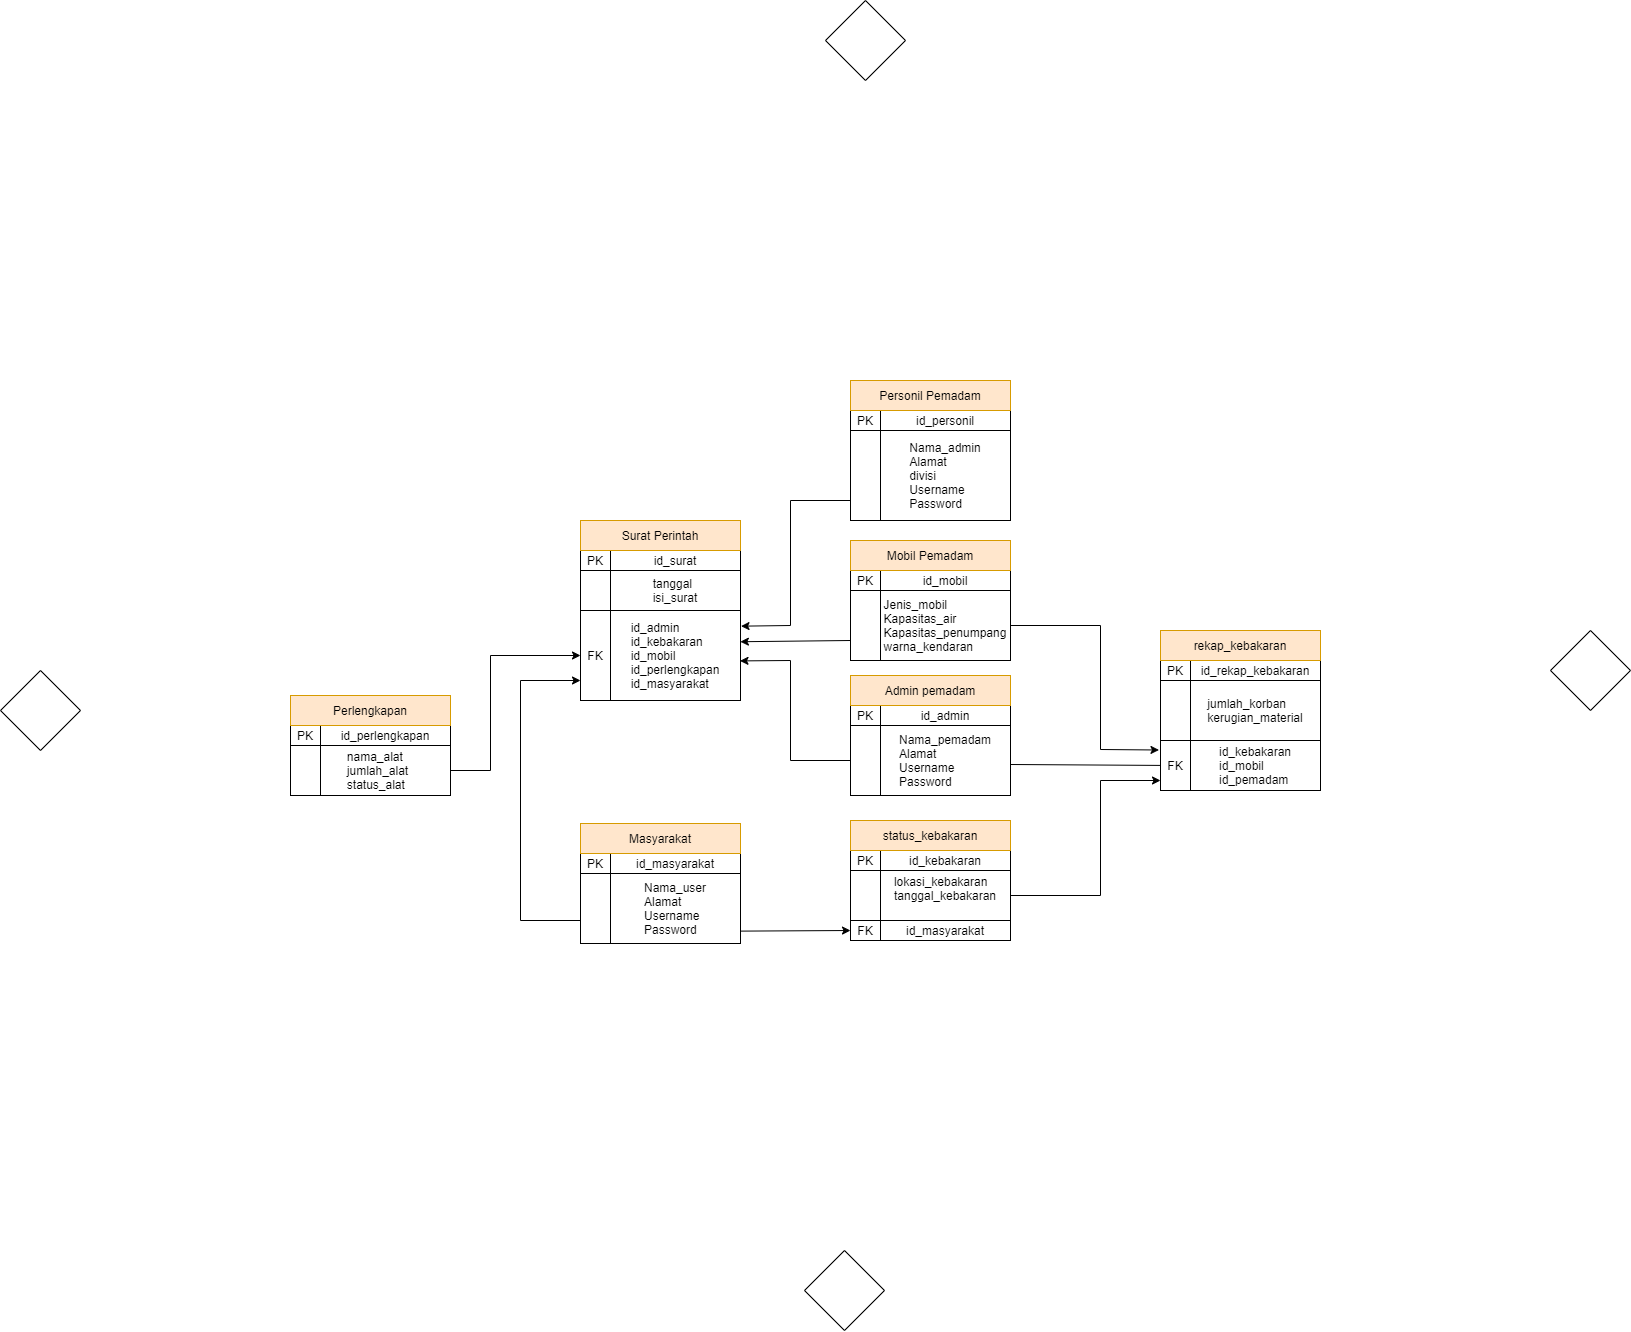 Personil Pemadam
PK id_personil
Nama_admin
Alamat
divisi
Username
Password
Surat Perintah
PK id_surat
tanggal
isi_surat
FK
id_admin
id_kebakaran
id_mobil
id_perlengkapan
id_masyarakat
Mobil Pemadam
PK id_mobil
Jenis_mobil
Kapasitas_air
Kapasitas_penumpang
warna_kendaran
rekap_kebakaran
PK id_rekap_kebakaran
jumlah_korban
kerugian_material
FK
id_kebakaran
id_mobil
id_pemadam
Perlengkapan
PK id_perlengkapan
nama_alat
jumlah_alat
status_alat
Admin pemadam
PK id_admin
Nama_pemadam
Alamat
Username
Password
Masyarakat
PK id_masyarakat
Nama_user
Alamat
Username
Password
status_kebakaran
PK id_kebakaran
lokasi_kebakaran
tanggal_kebakaran
FK id_masyarakat